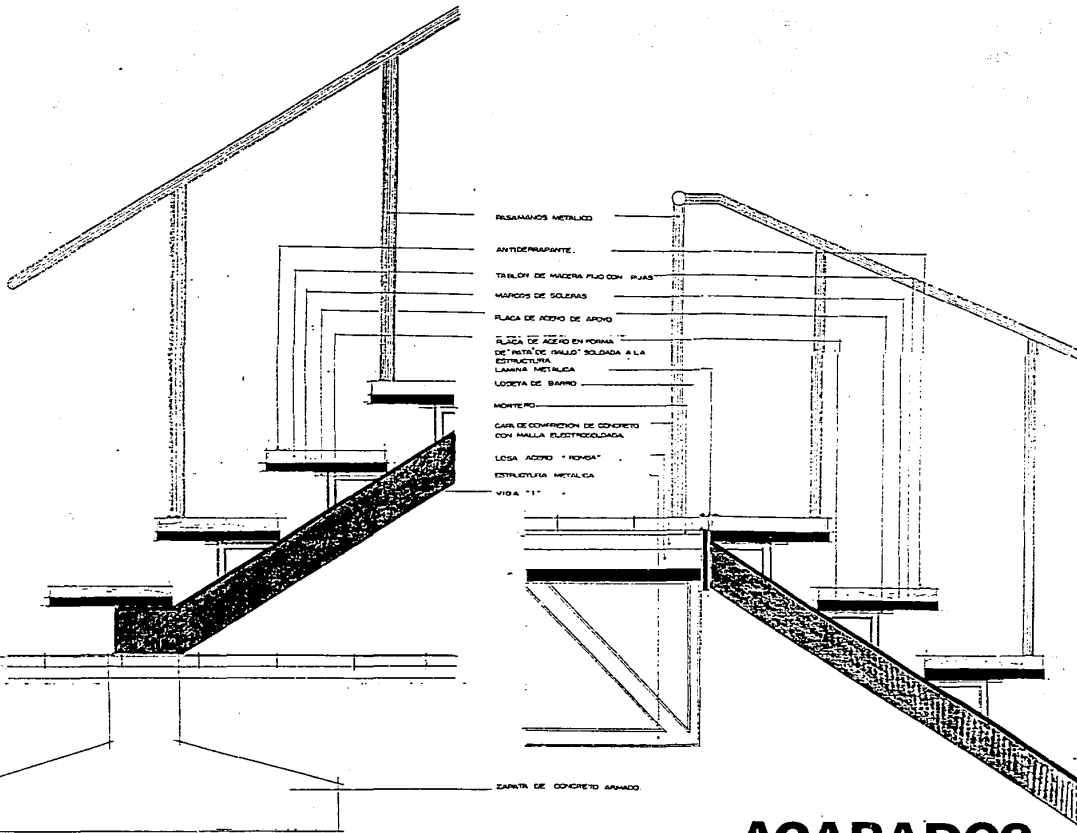 PASAMANOS METALICO
ANTIDERRAPANTE.
TABLON DE MADERA FIJO CON PIJAS
MARCOS DE SOLERAS
PLACA DE ACERO DE APOYO
PLACA DE ACERO EN FORMA
DE "PATA DE GALLO" SOLDADA A LA
ESTRUCTURA.
LAMINA METALICA
LOSETA DE BARRO
MORTERO
CAPA DE COMPRESION DE CONCRETO
CON MALLA ELECTROSOLDADA
LOSA ACERO "ROMSA"
ESTRUCTURA METALICA
VIGA "I"
ZAPATA DE CONCRETO ARMADO.
ACABADOS